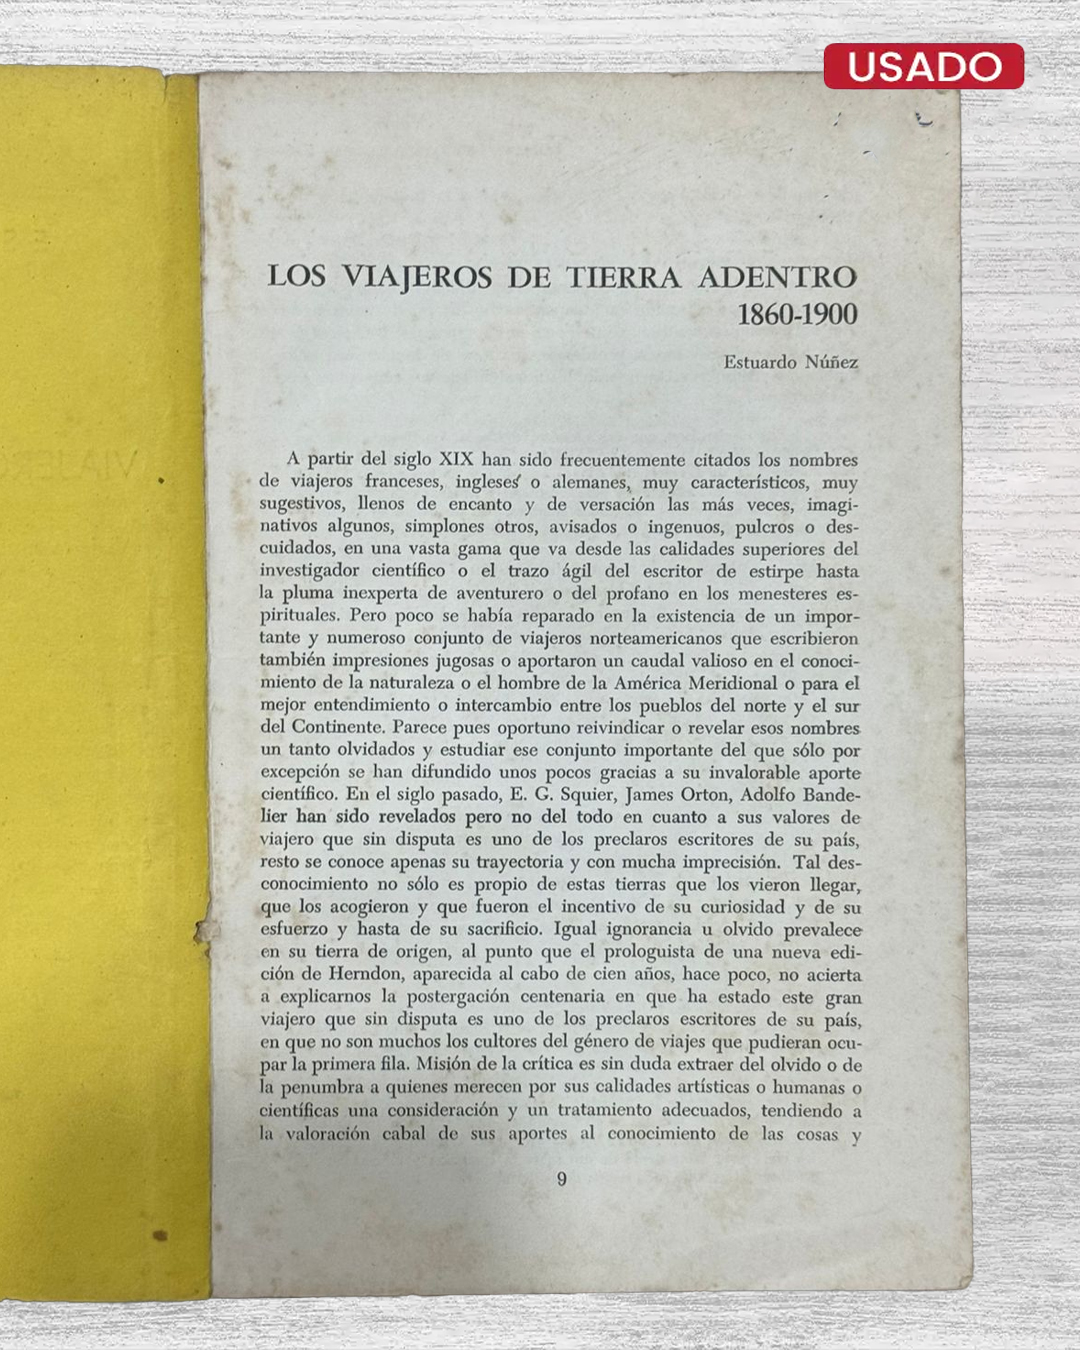 USADO
LOS VIAJEROS DE TIERRA ADENTRO
1860-1900
Estuardo Núñez
A partir del siglo XIX han sido frecuentemente citados los nombres
de viajeros franceses, ingleses o alemanes, muy característicos, muy
sugestivos, llenos de encanto y de versación las más veces, imagi-
nativos algunos, simplones otros, avisados o ingenuos, pulcros o des-
cuidados, en una vasta gama que va desde las calidades superiores del
investigador científico o el trazo ágil del escritor de estirpe hasta
la pluma inexperta de aventurero o del profano en los menesteres es-
pirituales. Pero poco se había reparado en la existencia de un impor-
tante y numeroso conjunto de viajeros norteamericanos que escribieron
también impresiones jugosas o aportaron un caudal valioso en el conoci-
miento de la naturaleza o el hombre de la América Meridional o para el
mejor entendimiento o intercambio entre los pueblos del norte y el sur
del Continente. Parece pues oportuno reivindicar o revelar esos nombres
un tanto olvidados y estudiar ese conjunto importante del que sólo por
excepción se han difundido unos pocos gracias a su invalorable aporte
científico. En el siglo pasado, E. G. Squier, James Orton, Adolfo Bande-
lier han sido revelados pero no del todo en cuanto a sus valores de
viajero que sin disputa es uno de los preclaros escritores de su país,
resto se conoce apenas su trayectoria y con mucha imprecisión. Tal des-
conocimiento no sólo es propio de estas tierras que los vieron llegar,
que los acogieron y que fueron el incentivo de su curiosidad y de su
esfuerzo y hasta de su sacrificio. Igual ignorancia u olvido prevalece
en su tierra de origen, al punto que el prologuista de una nueva edi-
ción de Herndon, aparecida al cabo de cien años, hace poco, no acierta
a explicarnos la postergación centenaria en que ha estado este gran
viajero que sin disputa es uno de los preclaros escritores de su país,
en que no son muchos los cultores del género de viajes que pudieran ocu-
par la primera fila. Misión de la crítica es sin duda extraer del olvido o de
la penumbra a quienes merecen por sus calidades artísticas o humanas o
científicas una consideración y un tratamiento adecuados, tendiendo a
la valoración cabal de sus aportes al conocimiento de las cosas y
9